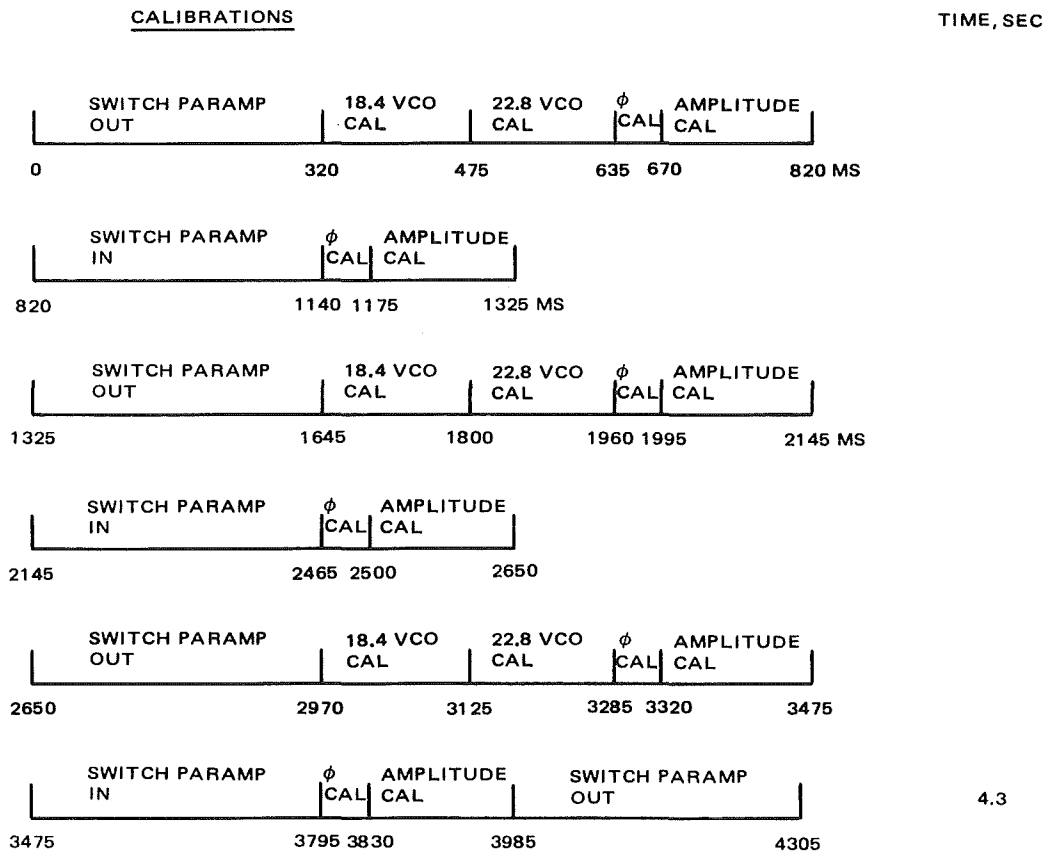 CALIBRATIONS TIME, SEC
SWITCH PARAMP 18.4 VCO 22.8 VCO ϕ AMPLITUDE
OUT CAL CAL CAL CAL
0 320 475 635 670 820 MS
SWITCH PARAMP ϕ AMPLITUDE
IN CAL CAL
820 1140 1175 1325 MS
SWITCH PARAMP 18.4 VCO 22.8 VCO ϕ AMPLITUDE
OUT CAL CAL CAL CAL
1325 1645 1800 1960 1995 2145 MS
SWITCH PARAMP ϕ AMPLITUDE
IN CAL CAL
2145 2465 2500 2650
SWITCH PARAMP 18.4 VCO 22.8 VCO ϕ AMPLITUDE
OUT CAL CAL CAL CAL
2650 2970 3125 3285 3320 3475
SWITCH PARAMP ϕ AMPLITUDE SWITCH PARAMP
IN CAL CAL OUT 4.3
3475 3795 3830 3985 4305